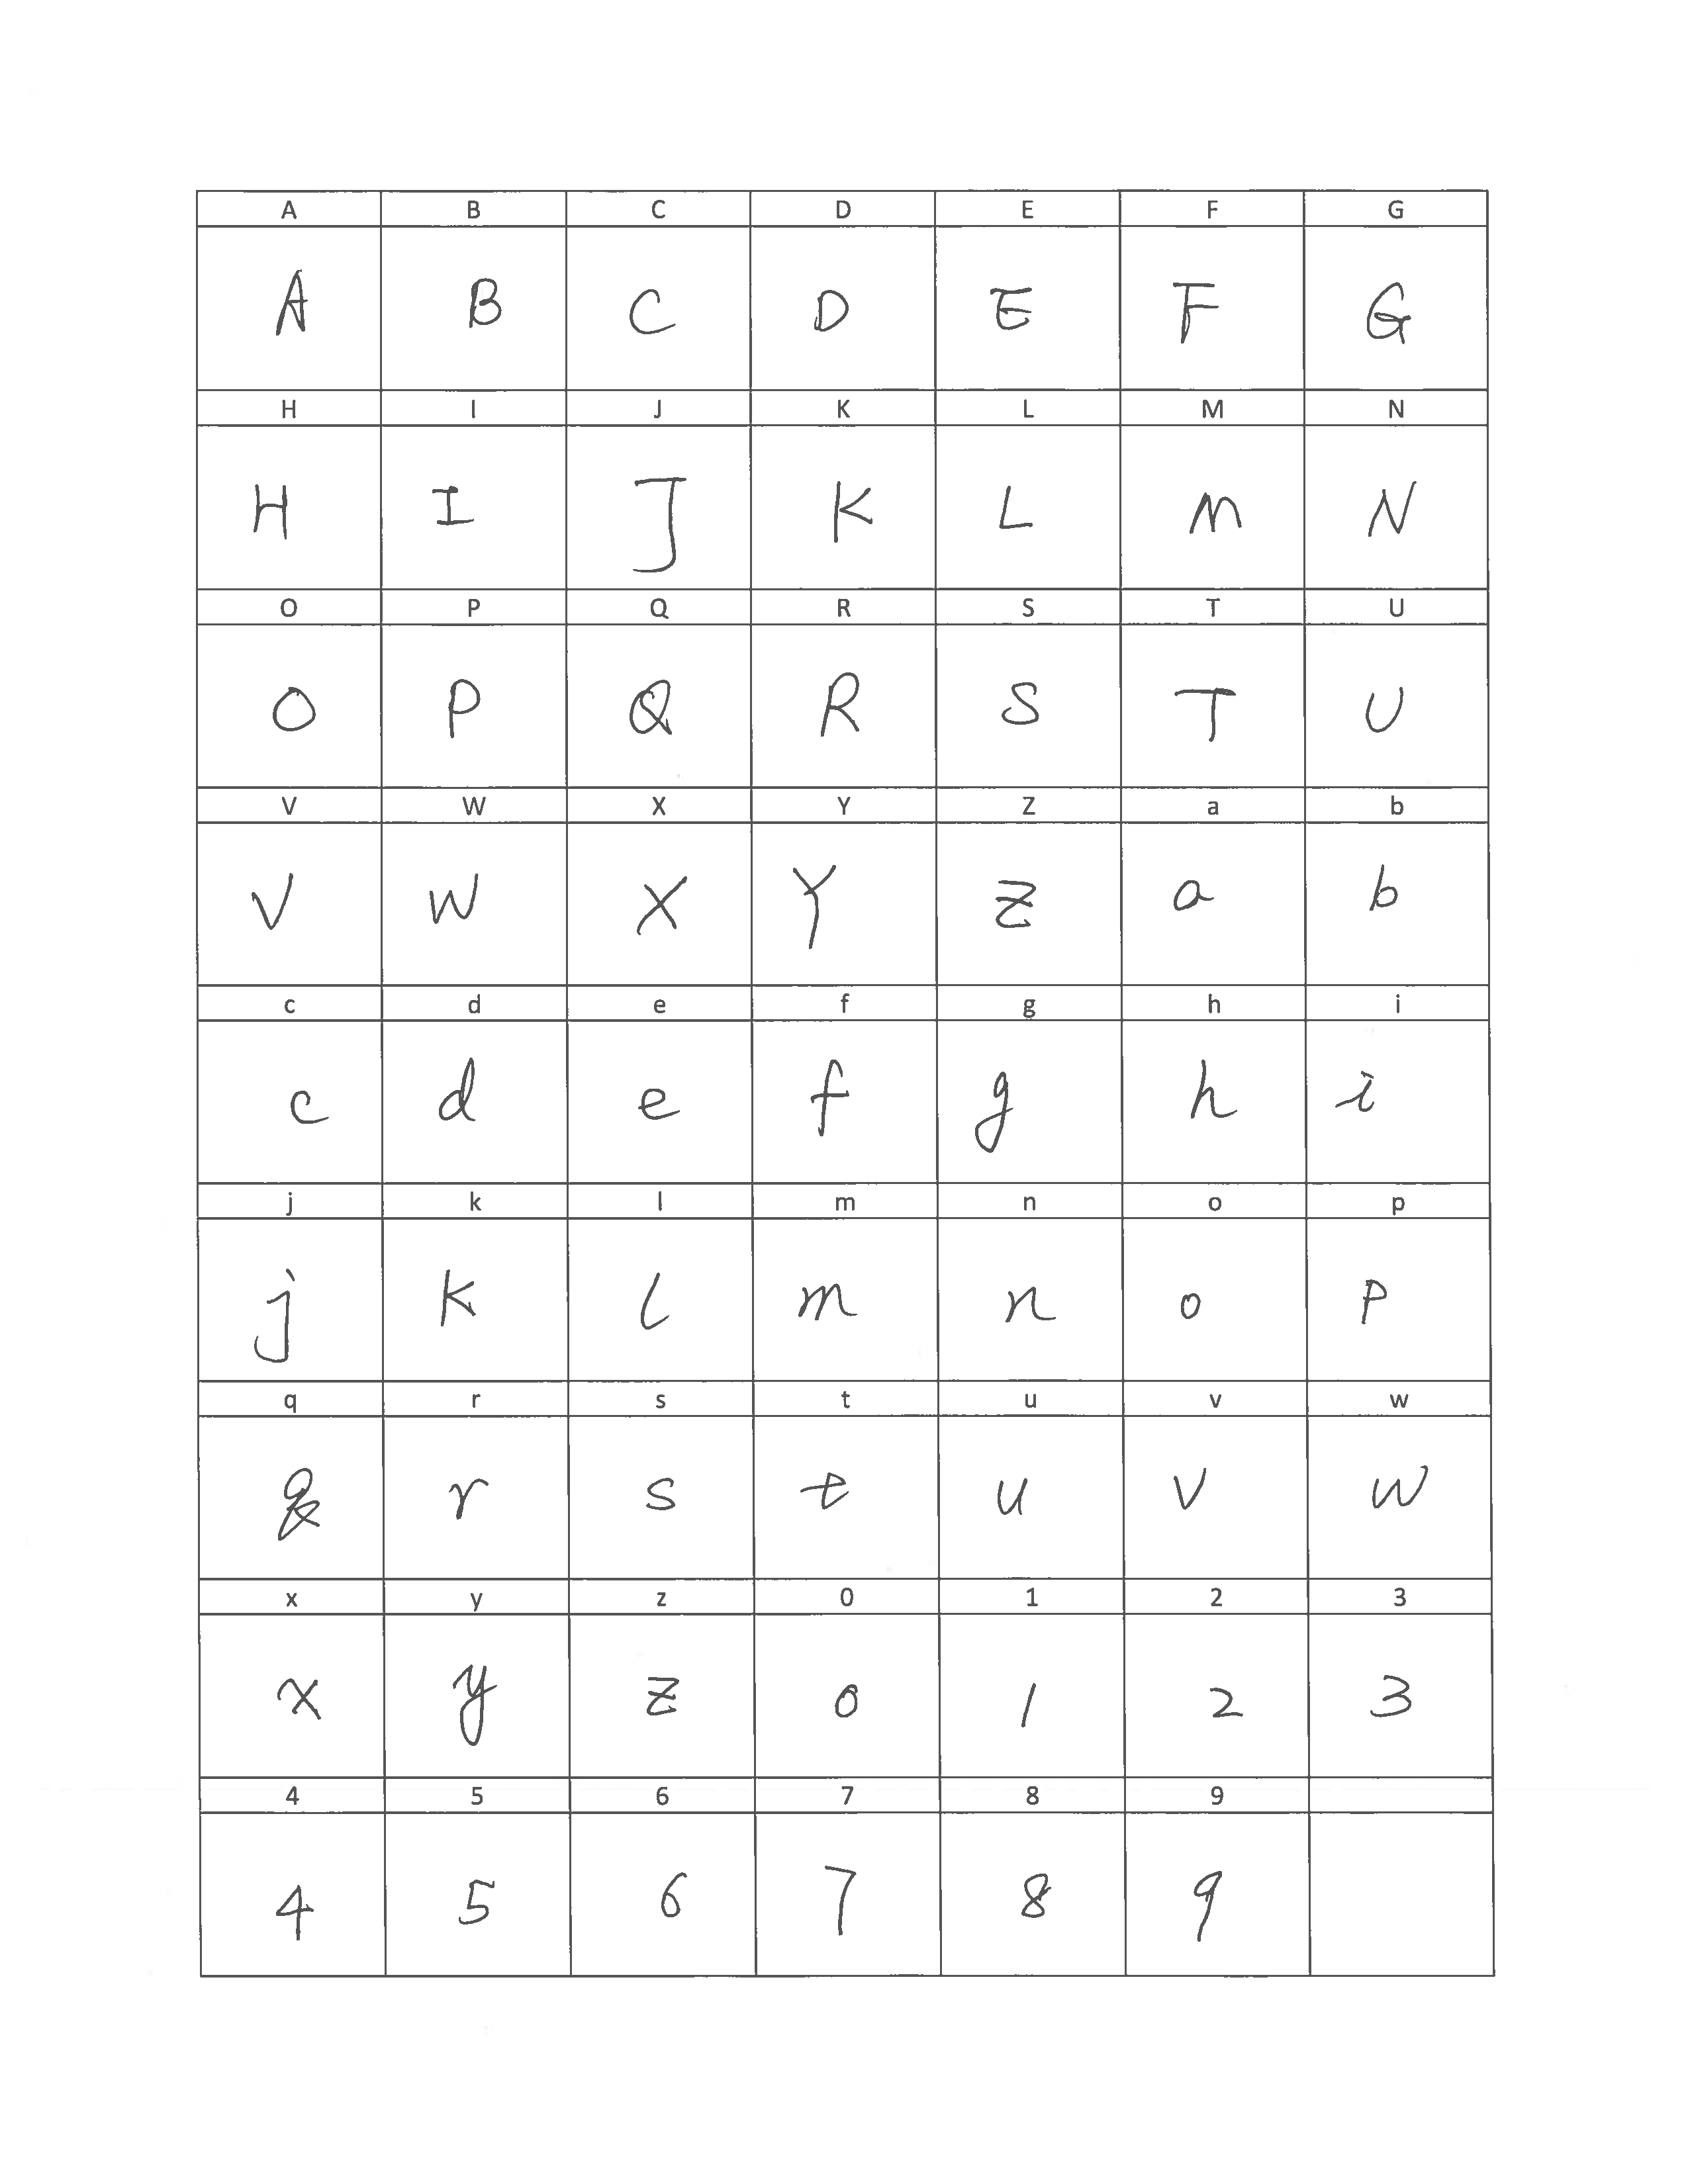 A B C D E F G
A B C D E F G
H I J K L M N
H I J K L M N
O P Q R S T U
O P Q R S T U
V W X Y Z a b
V W X Y Z a b
c d e f g h i
c d e f g h i
j k l m n o p
j k l m n o p
q r s t u v w
q r s t u v w
x y z 0 1 2 3
x y z 0 1 2 3
4 5 6 7 8 9
4 5 6 7 8 9